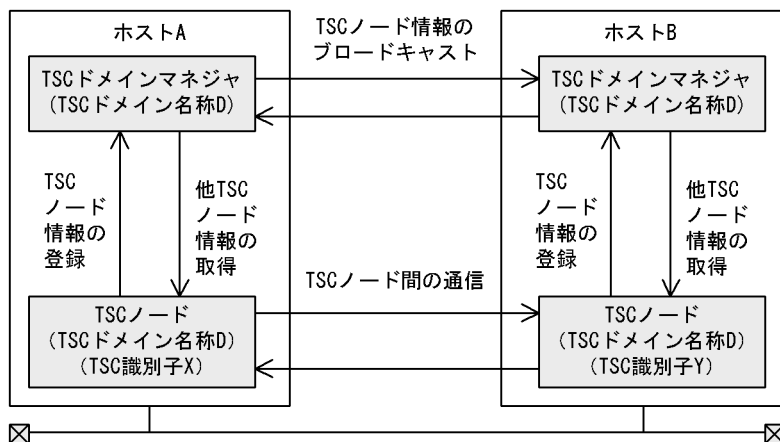 ホストA
TSCノード情報の
ブロードキャスト
ホストB
TSCドメインマネジャ
(TSCドメイン名称D)
TSCドメインマネジャ
(TSCドメイン名称D)
TSC
ノード
情報の
登録
他TSC
ノード
情報の
取得
TSC
ノード
情報の
登録
他TSC
ノード
情報の
取得
TSCノード間の通信
TSCノード
(TSCドメイン名称D)
(TSC識別子X)
TSCノード
(TSCドメイン名称D)
(TSC識別子Y)